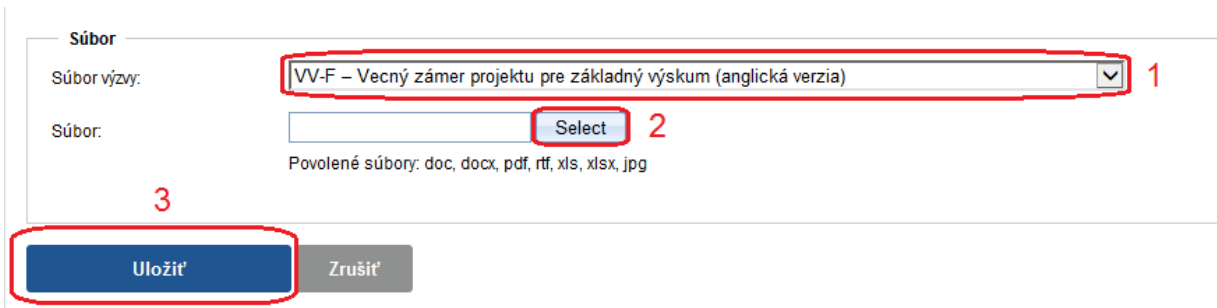 Súbor
Súbor výzvy: VV-F – Vecný zámer projektu pre základný výskum (anglická verzia) 1
Súbor: Select 2
Povolené súbory: doc, docx, pdf, rtf, xls, xlsx, jpg
3
Uložiť Zrušiť